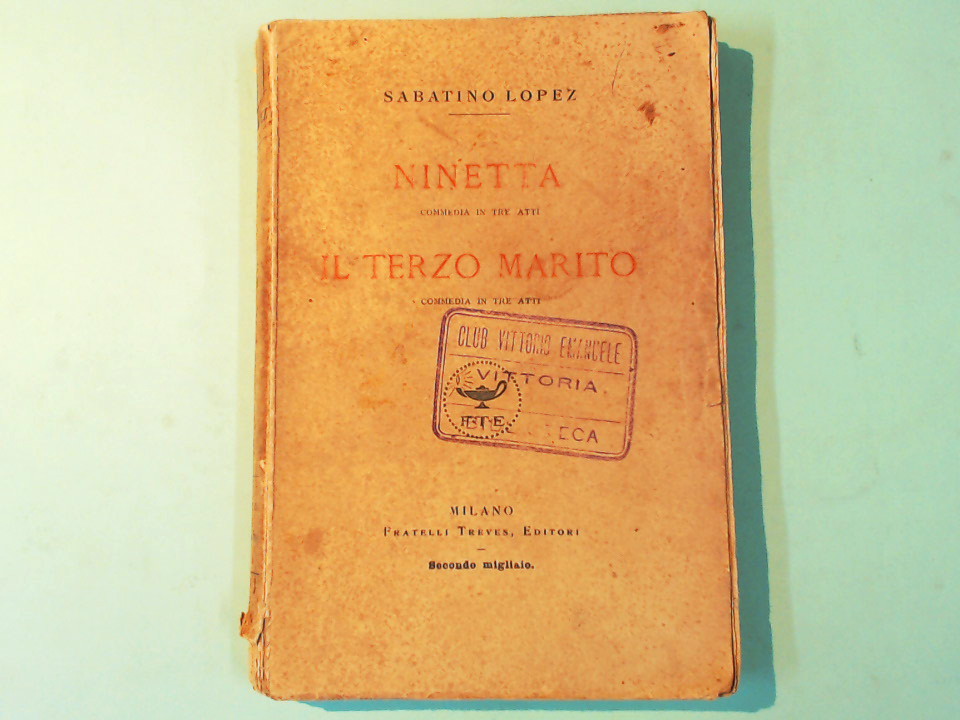 SABATINO LOPEZ
NINETTA
COMMEDIA IN TRE ATTI
IL TERZO MARITO
COMMEDIA IN TRE ATTI
CLUB VITTORIO EMANUELE
VITTORIA
F·T·E
MILANO
FRATELLI TREVES, EDITORI
Secondo migliaio.